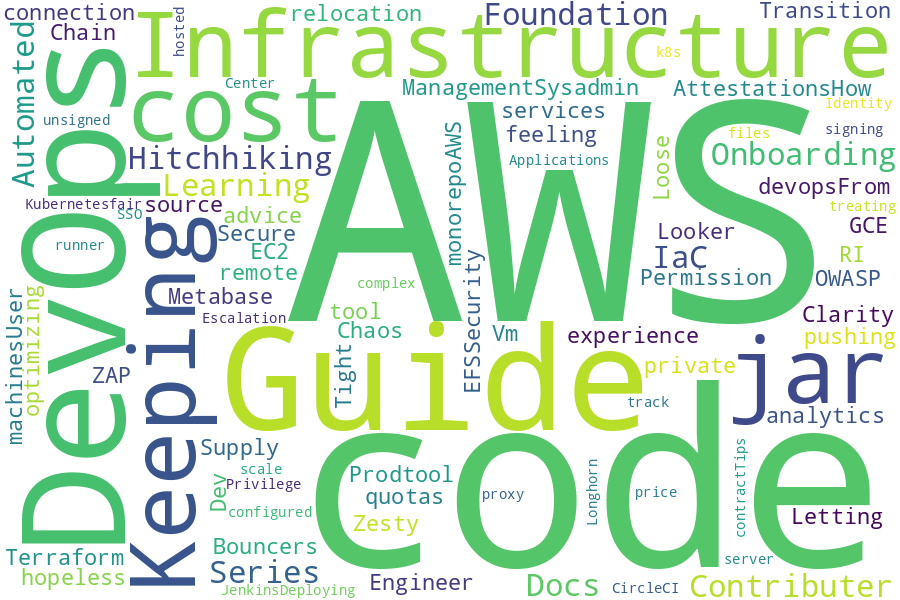 connection
Infrastructure
hosted
relocation
Foundation
Transition
Chain
Automated
Devops
k8s
cost
Center
ManagementSysadmin
AttestationsHow
AWS
Identity
services
unsigned
feeling
monorepoAWS
files
signing
Hitchhiking
Applications
Loose
Onboarding
Learning
devopsFrom
Kubernetesfair
source
SSO
advice
treating
Keeping
Secure
Looker
GCE
runner
EC2
IaC
RI
remote
Permission
OWASP
complex
Metabase
EFSSecurity
machinesUser
optimizing
tool
Clarity
Escalation
Chaos
Vm
experience
pushing
Guide
jar
ZAP
Tight
private
track
analytics
code
Supply
scale
Prodtool
Longhorn
contractTips
Dev
Privilege
quotas
proxy
price
configured
Zesty
Letting
Terraform
Bouncers
server
hopeless
Series
Engineer
Docs
CircleCI
Contributer
JenkinsDeploying